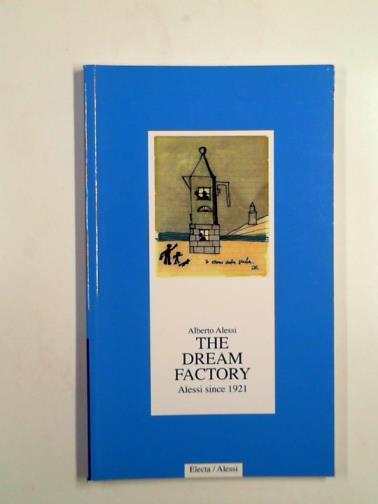 Alberto Alessi
THE
DREAM
FACTORY
Alessi since 1921
Electa / Alessi